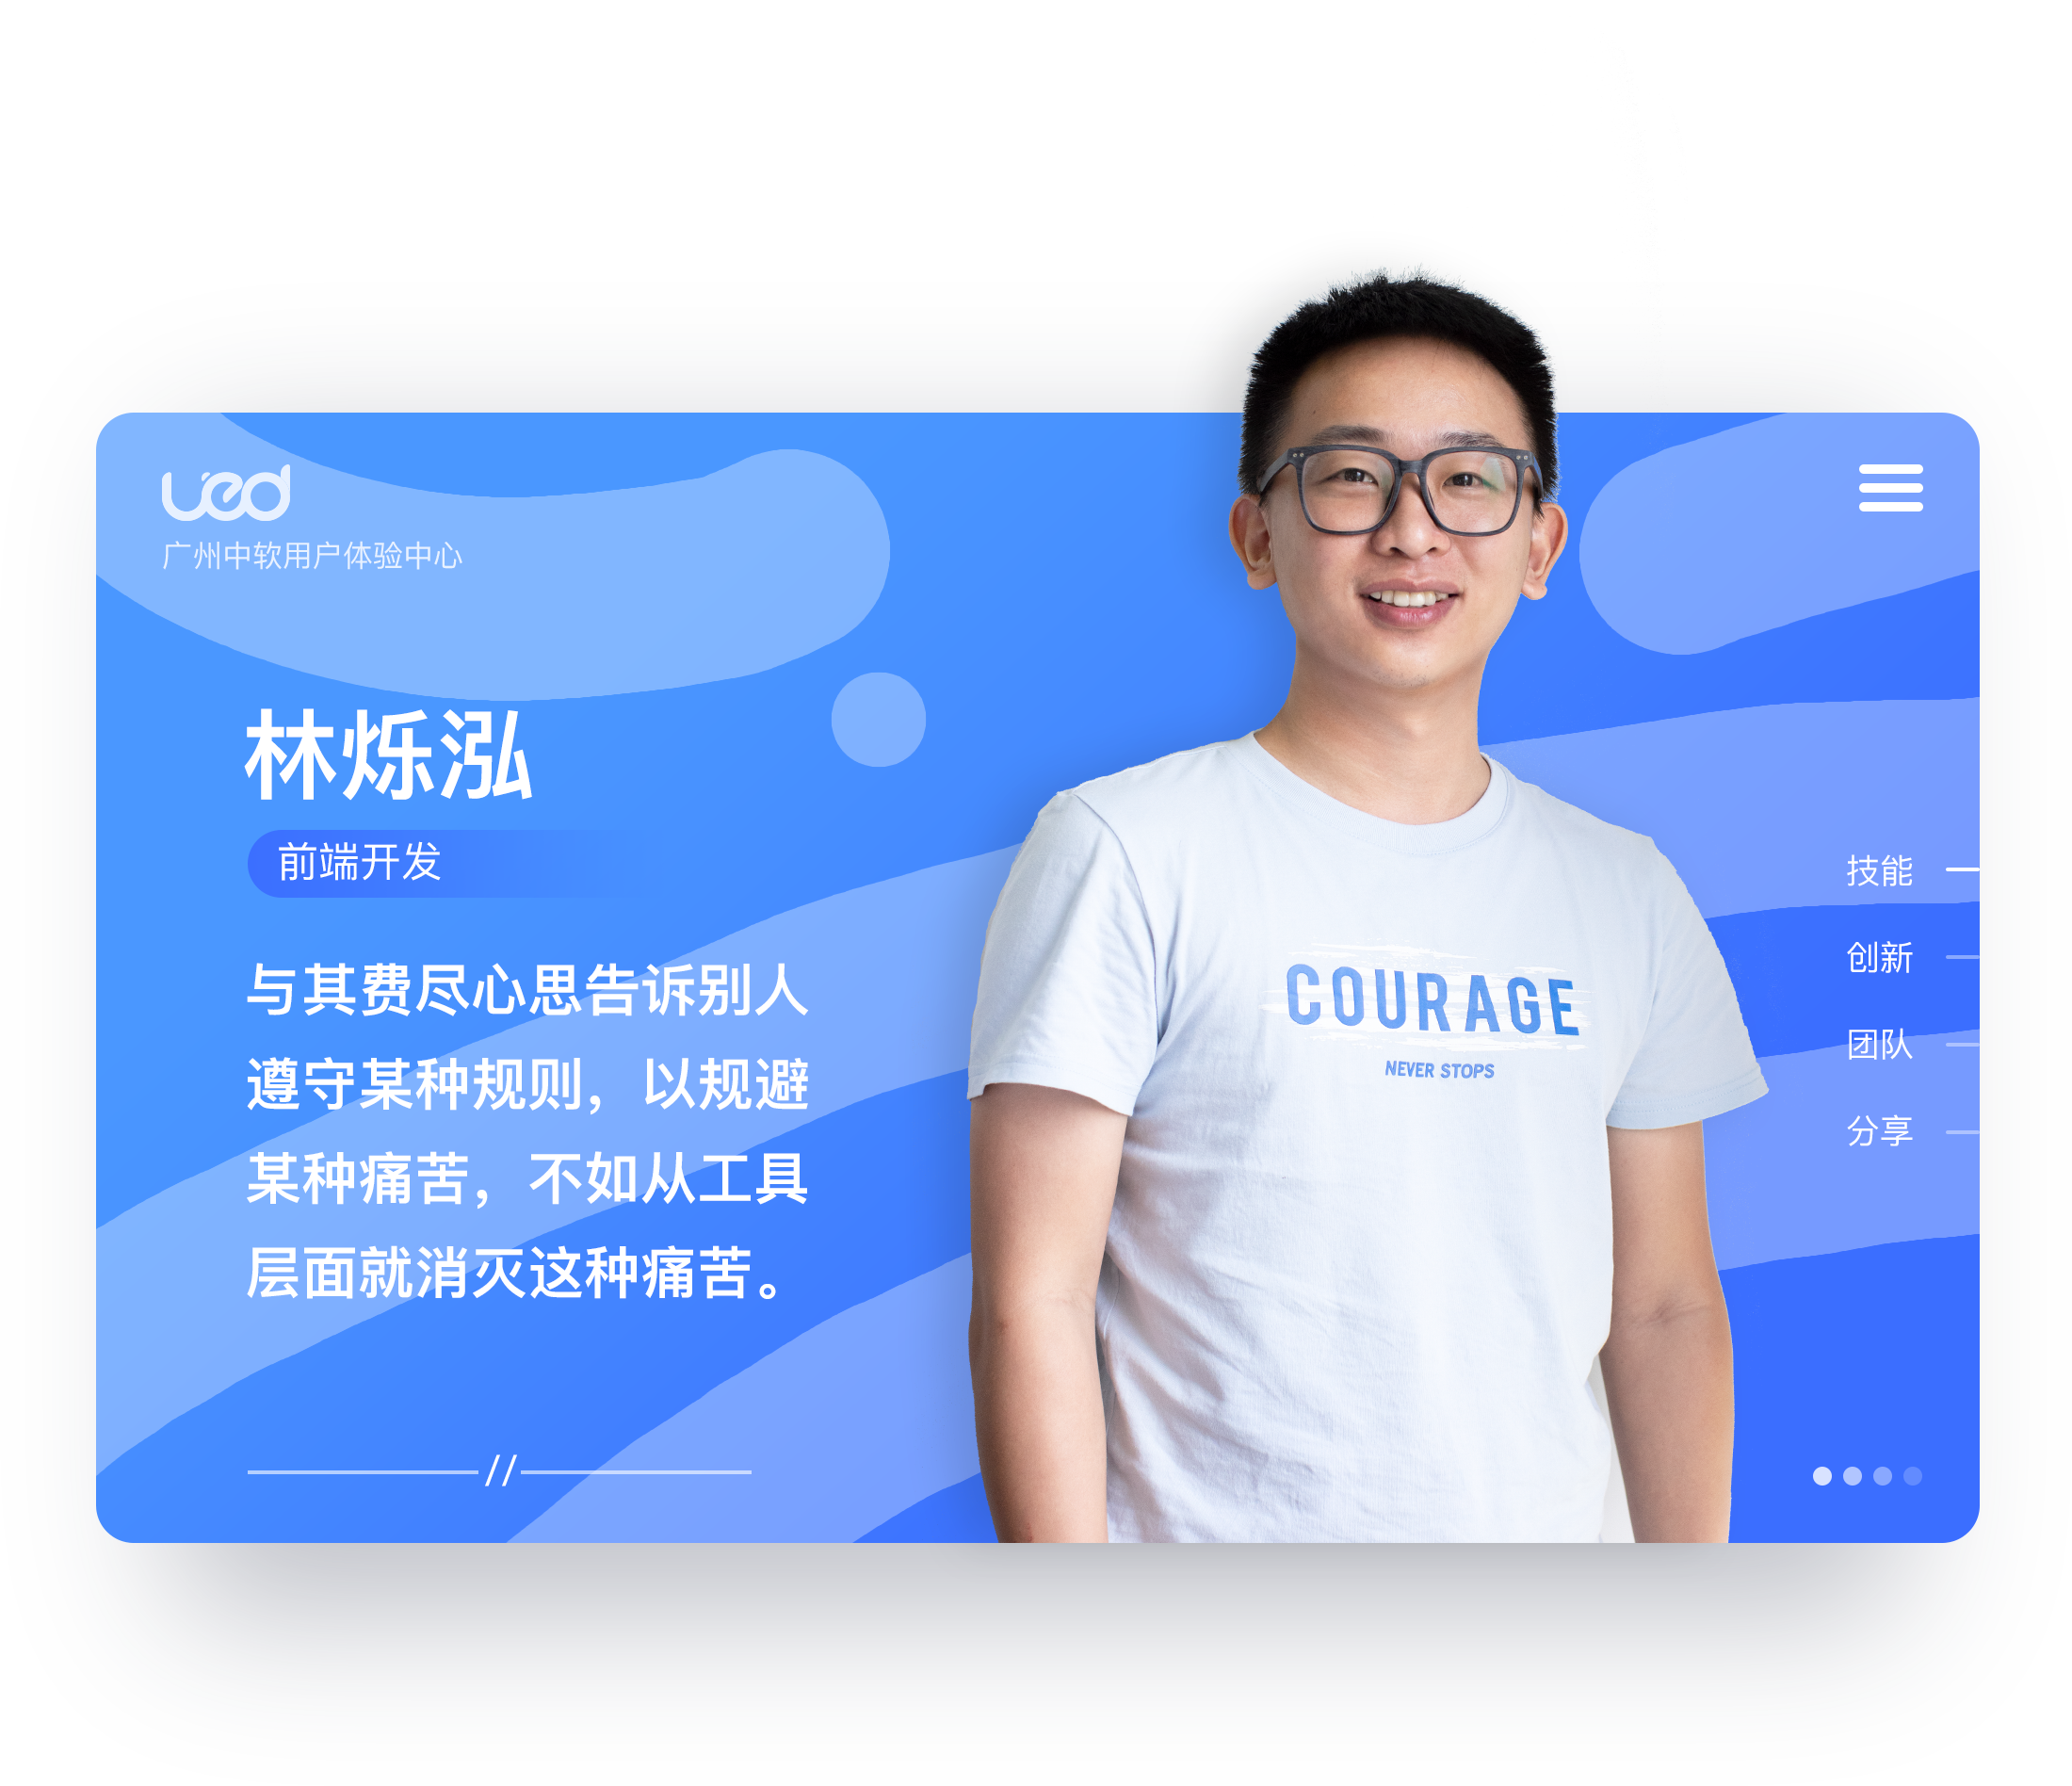 ued
广州中软用户体验中心
林烁泓
前端开发
与其费尽心思告诉别人
遵守某种规则，以规避
某种痛苦，不如从工具
层面就消灭这种痛苦。
//
COURAGE
NEVER STOPS
技能
创新
团队
分享